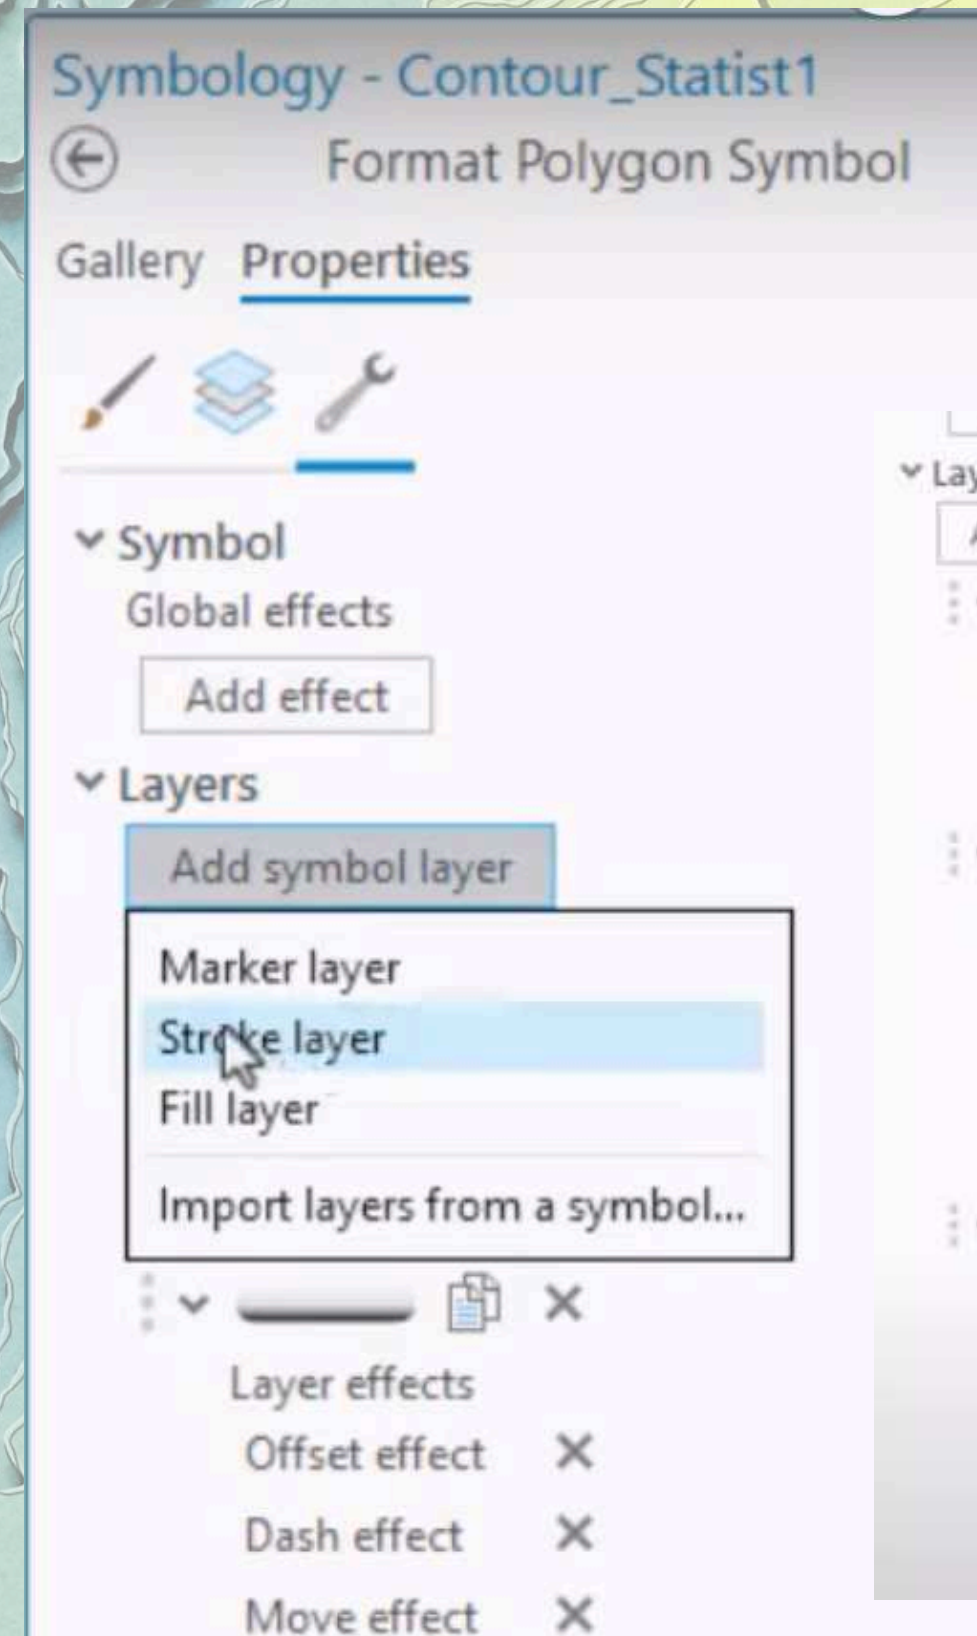 Symbology - Contour_Statist1
Format Polygon Symbol
Gallery Properties
Symbol
Global effects
Add effect
Layers
Add symbol layer
Marker layer
Stroke layer
Fill layer
Import layers from a symbol...
Layer effects
Offset effect
Dash effect
Move effect
Lay